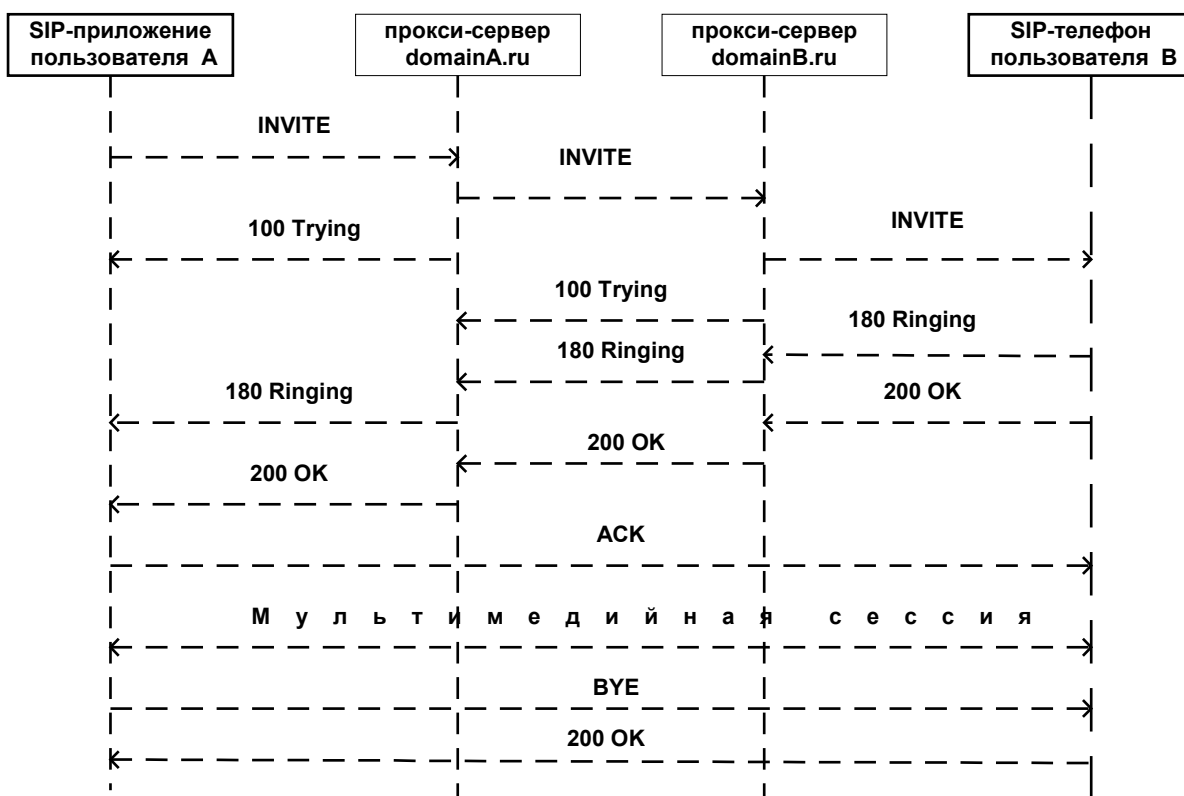 SIP-приложение
пользователя A
прокси-сервер
domainA.ru
прокси-сервер
domainB.ru
SIP-телефон
пользователя B
INVITE
INVITE
INVITE
100 Trying
100 Trying
180 Ringing
180 Ringing
180 Ringing
200 OK
200 OK
200 OK
ACK
Мультимедийная сессия
BYE
200 OK